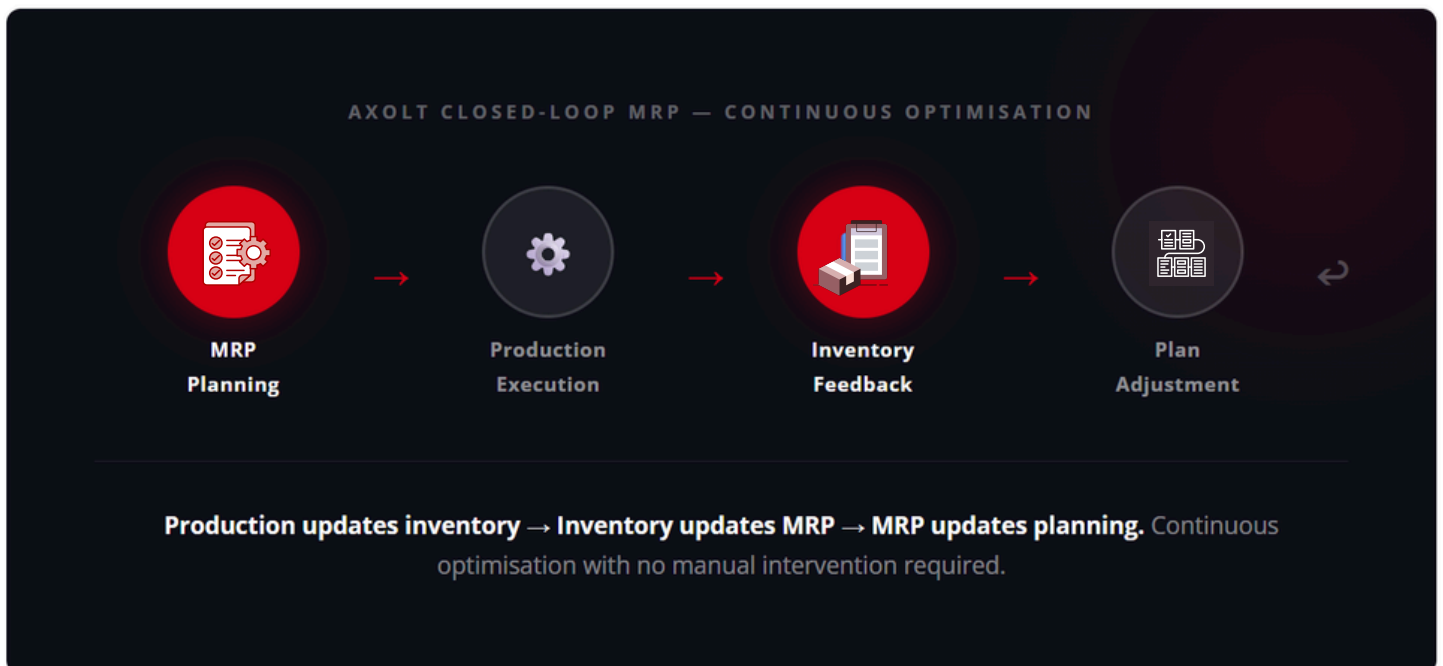 AXOLT CLOSED-LOOP MRP — CONTINUOUS OPTIMISATION
→ → → ↩
MRP
Planning
Production
Execution
Inventory
Feedback
Plan
Adjustment
Production updates inventory → Inventory updates MRP → MRP updates planning. Continuous
optimisation with no manual intervention required.